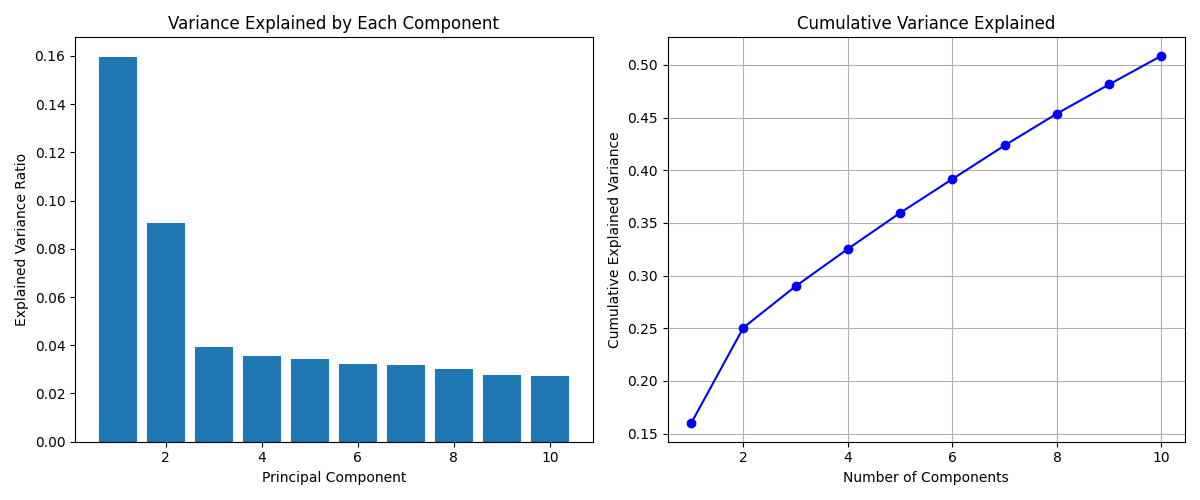 Variance Explained by Each Component
Explained Variance Ratio
0.16
0.14
0.12
0.10
0.08
0.06
0.04
0.02
0.00
2 4 6 8 10
Principal Component
Cumulative Variance Explained
Cumulative Explained Variance
0.50
0.45
0.40
0.35
0.30
0.25
0.20
0.15
2 4 6 8 10
Number of Components